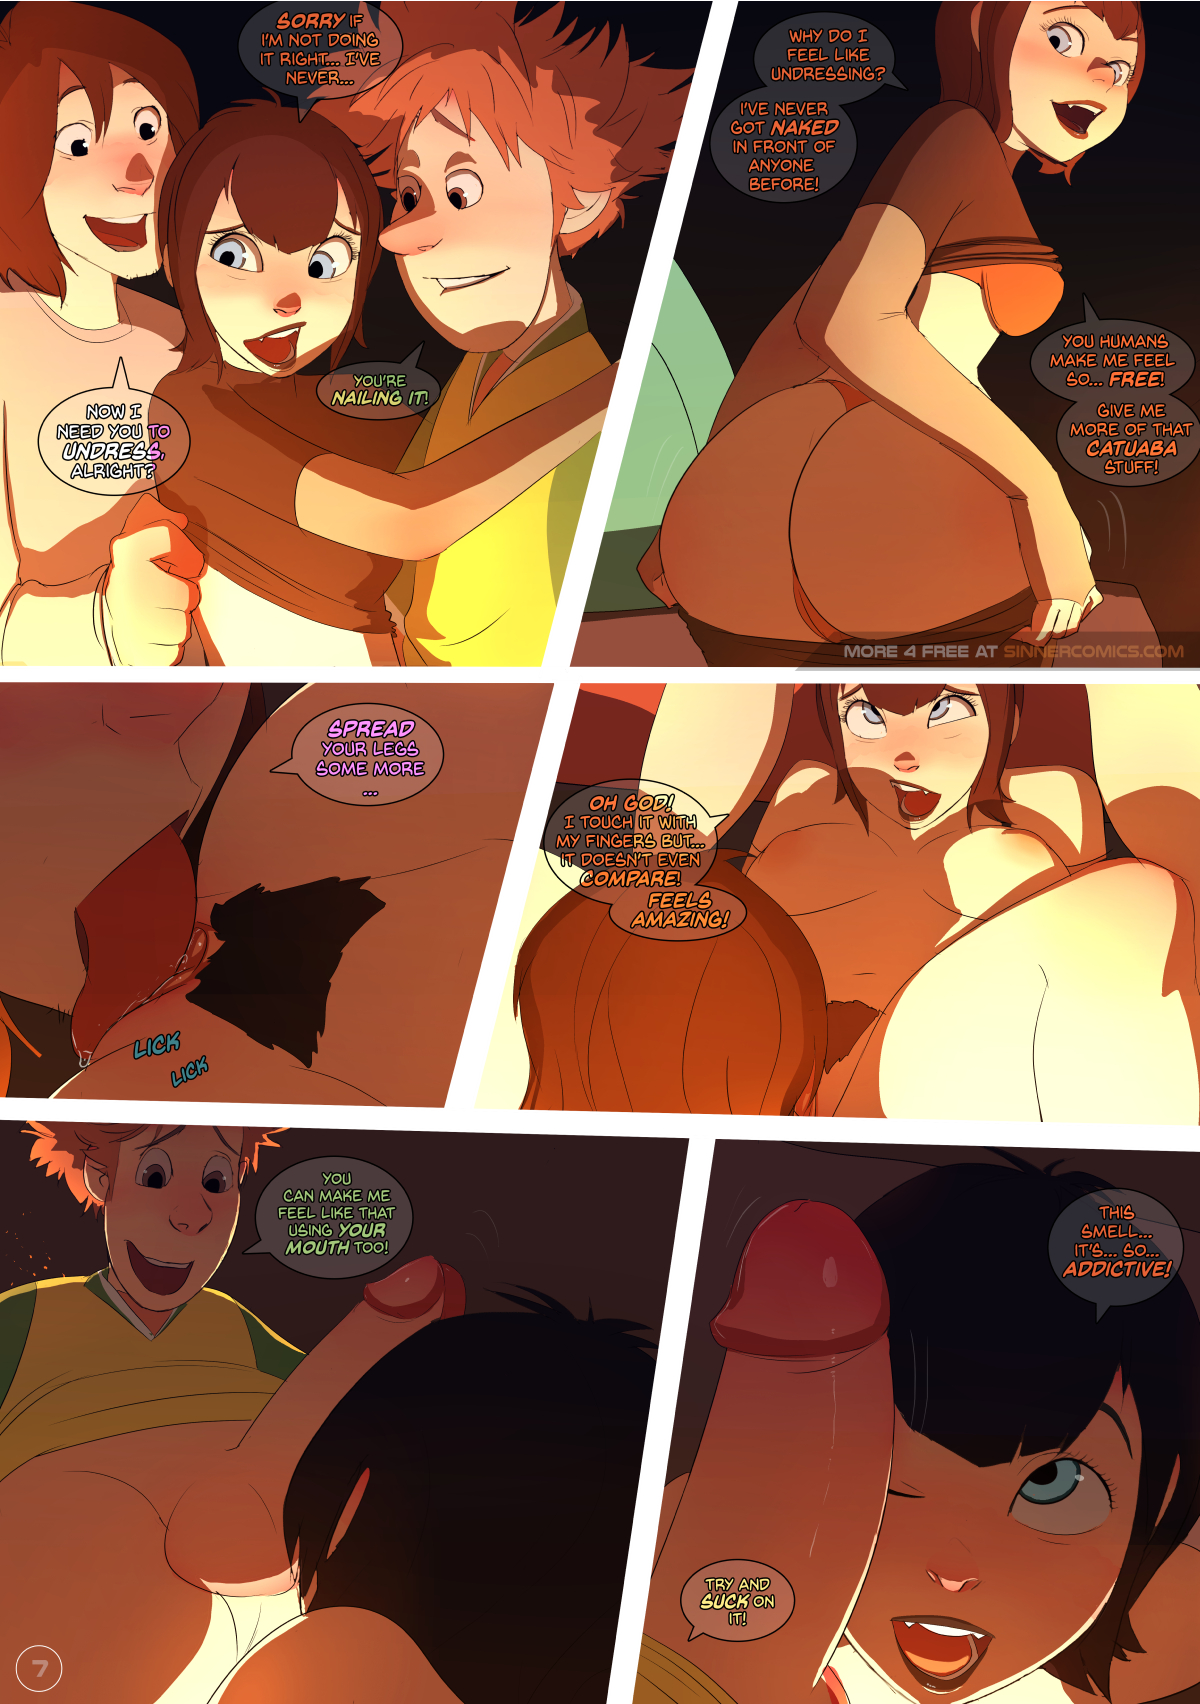 SORRY IF
I'M NOT DOING
IT RIGHT... I'VE
NEVER...
YOU'RE
NAILING IT!
NOW I
NEED YOU TO
UNDRESS,
ALRIGHT?
WHY DO I
FEEL LIKE
UNDRESSING?
I'VE NEVER
GOT NAKED
IN FRONT OF
ANYONE
BEFORE!
YOU HUMANS
MAKE ME FEEL
SO... FREE!
GIVE ME
MORE OF THAT
CATUABA
STUFF!
MORE 4 FREE AT SINNERCOMICS.COM
SPREAD
YOUR LEGS
SOME MORE
...
LICK
LICK
OH GOD!
I TOUCH IT WITH
MY FINGERS BUT...
IT DOESN'T EVEN
COMPARE!
FEELS
AMAZING!
YOU
CAN MAKE ME
FEEL LIKE THAT
USING YOUR
MOUTH TOO!
THIS
SMELL...
IT'S... SO...
ADDICTIVE!
TRY AND
SUCK ON
IT!
7